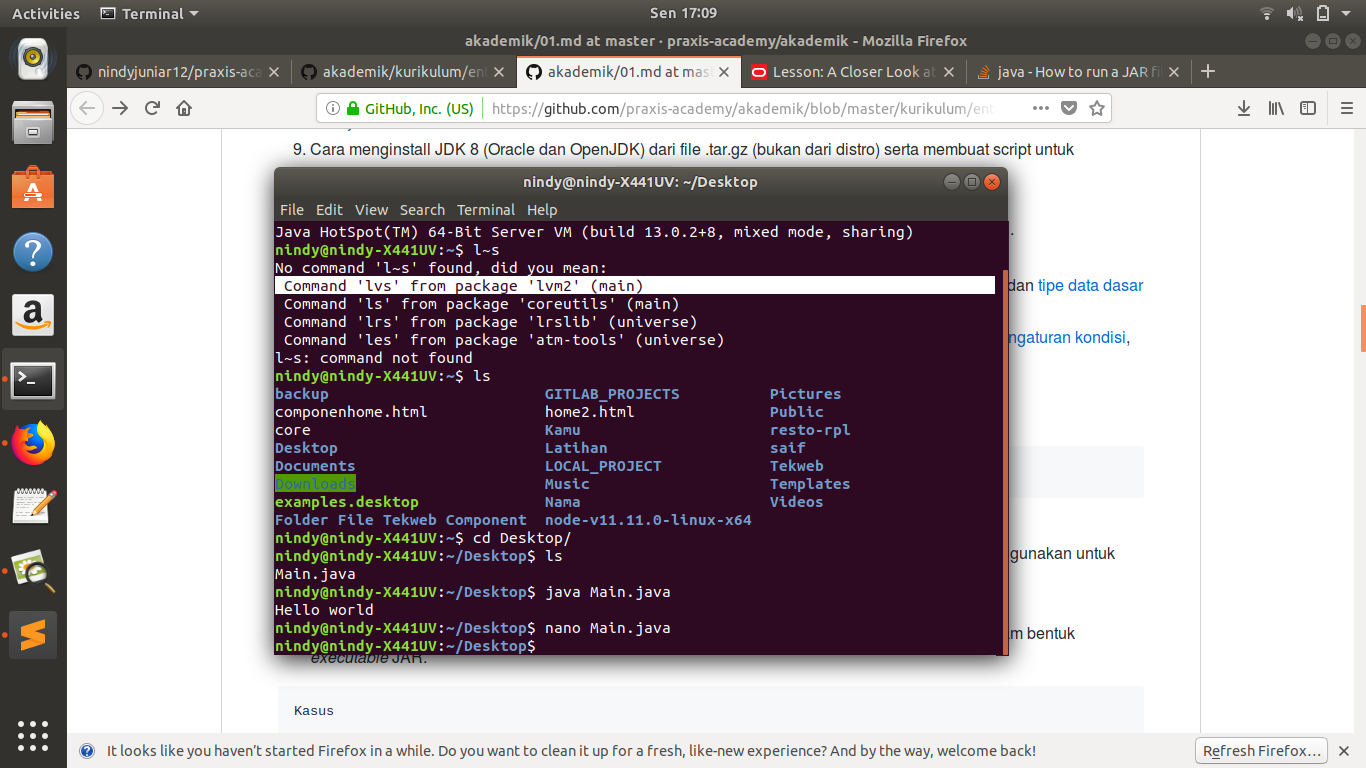 Activities
Terminal
Sen 17:09
akademik/01.md at master · praxis-academy/akademik - Mozilla Firefox
nindyjuniar12/praxis-aca
akademik/kurikulum/en
akademik/01.md at mas
Lesson: A Closer Look at
java - How to run a JAR fi
GitHub, Inc. (US)
https://github.com/praxis-academy/akademik/blob/master/kurikulum/en
9. Cara menginstall JDK 8 (Oracle dan OpenJDK) dari file .tar.gz (bukan dari distro) serta membuat script untuk
nindy@nindy-X441UV: ~/Desktop
File Edit View Search Terminal Help
Java HotSpot(TM) 64-Bit Server VM (build 13.0.2+8, mixed mode, sharing)
nindy@nindy-X441UV:~$ l~s
No command 'l~s' found, did you mean:
Command 'lvs' from package 'lvm2' (main)
dan tipe data dasar
Command 'ls' from package 'coreutils' (main)
Command 'lrs' from package 'lrslib' (universe)
Command 'les' from package 'atm-tools' (universe)
ngaturan kondisi,
l~s: command not found
nindy@nindy-X441UV:~$ ls
backup GITLAB_PROJECTS Pictures
componenhome.html home2.html Public
core Kamu resto-rpl
Desktop Latihan saif
Documents LOCAL_PROJECT Tekweb
Downloads Music Templates
examples.desktop Nama Videos
Folder File Tekweb Component node-v11.11.0-linux-x64
nindy@nindy-X441UV:~$ cd Desktop/
nindy@nindy-X441UV:~/Desktop$ ls
gunakan untuk
Main.java
nindy@nindy-X441UV:~/Desktop$ java Main.java
Hello world
nindy@nindy-X441UV:~/Desktop$ nano Main.java
bentuk
nindy@nindy-X441UV:~/Desktop$
executable JAR.
Kasus
It looks like you haven't started Firefox in a while. Do you want to clean it up for a fresh, like-new experience? And by the way, welcome back!
Refresh Firefox…